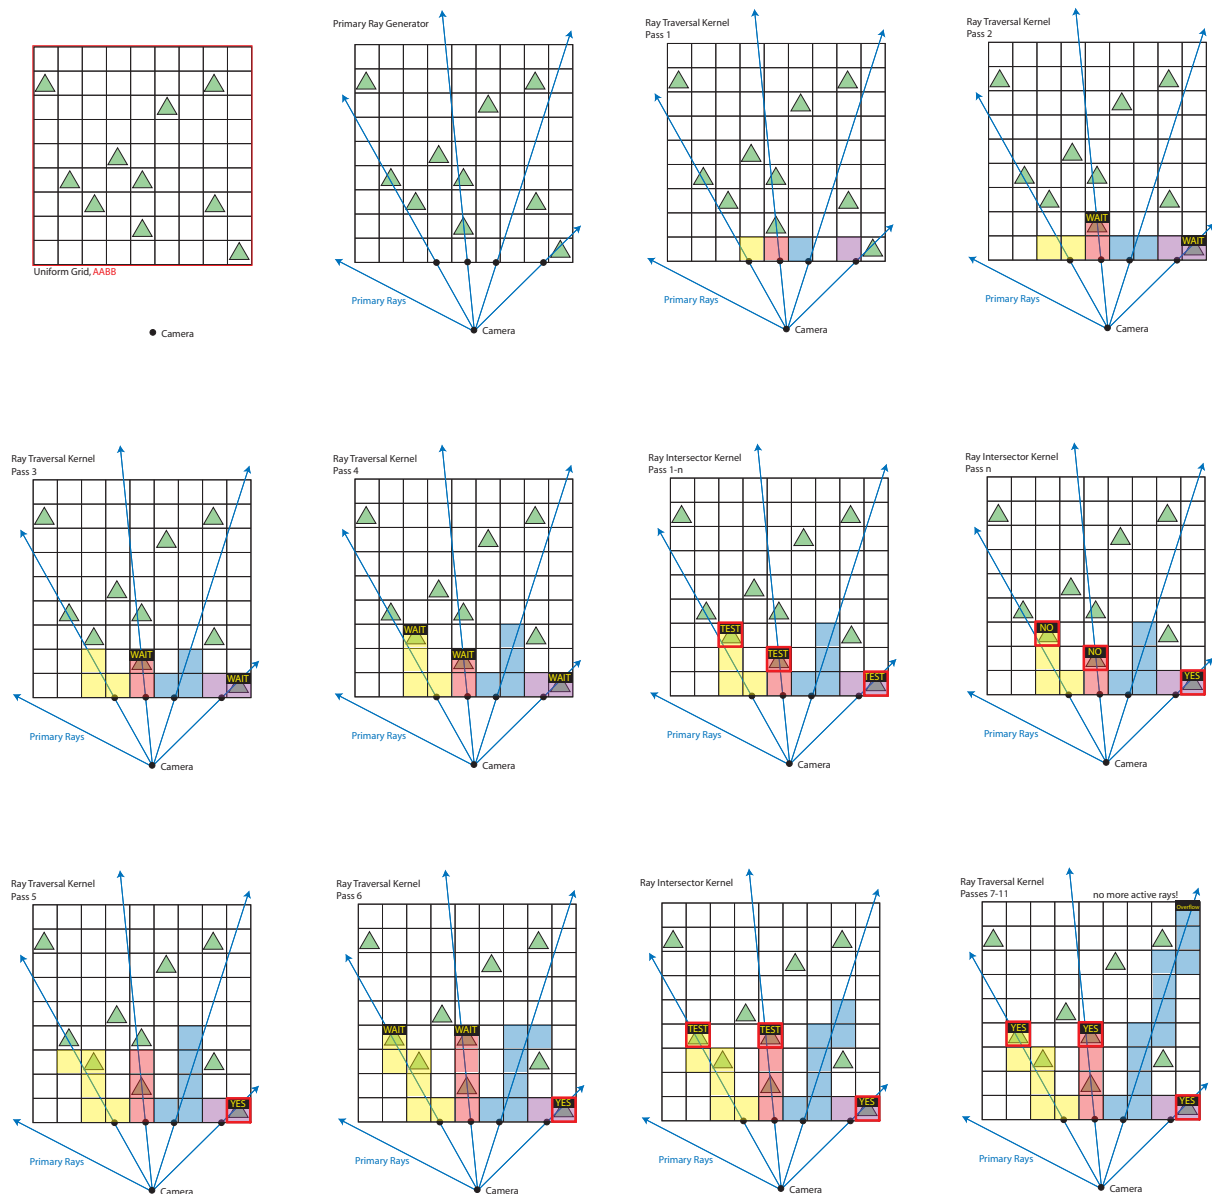 Uniform Grid, AABB
Camera
Primary Ray Generator
Primary Rays
Camera
Ray Traversal Kernel
Pass 1
Primary Rays
Camera
Ray Traversal Kernel
Pass 2
WAIT
WAIT
Primary Rays
Camera
Ray Traversal Kernel
Pass 3
WAIT
WAIT
Primary Rays
Camera
Ray Traversal Kernel
Pass 4
WAIT
WAIT
WAIT
Primary Rays
Camera
Ray Intersector Kernel
Pass 1-n
TEST
TEST
TEST
Primary Rays
Camera
Ray Intersector Kernel
Pass n
NO
NO
YES
Primary Rays
Camera
Ray Traversal Kernel
Pass 5
YES
Primary Rays
Camera
Ray Traversal Kernel
Pass 6
WAIT
WAIT
YES
Primary Rays
Camera
Ray Intersector Kernel
TEST
TEST
YES
Primary Rays
Camera
Ray Traversal Kernel
Passes 7-11
no more active rays!
Overflow
YES
YES
YES
Primary Rays
Camera